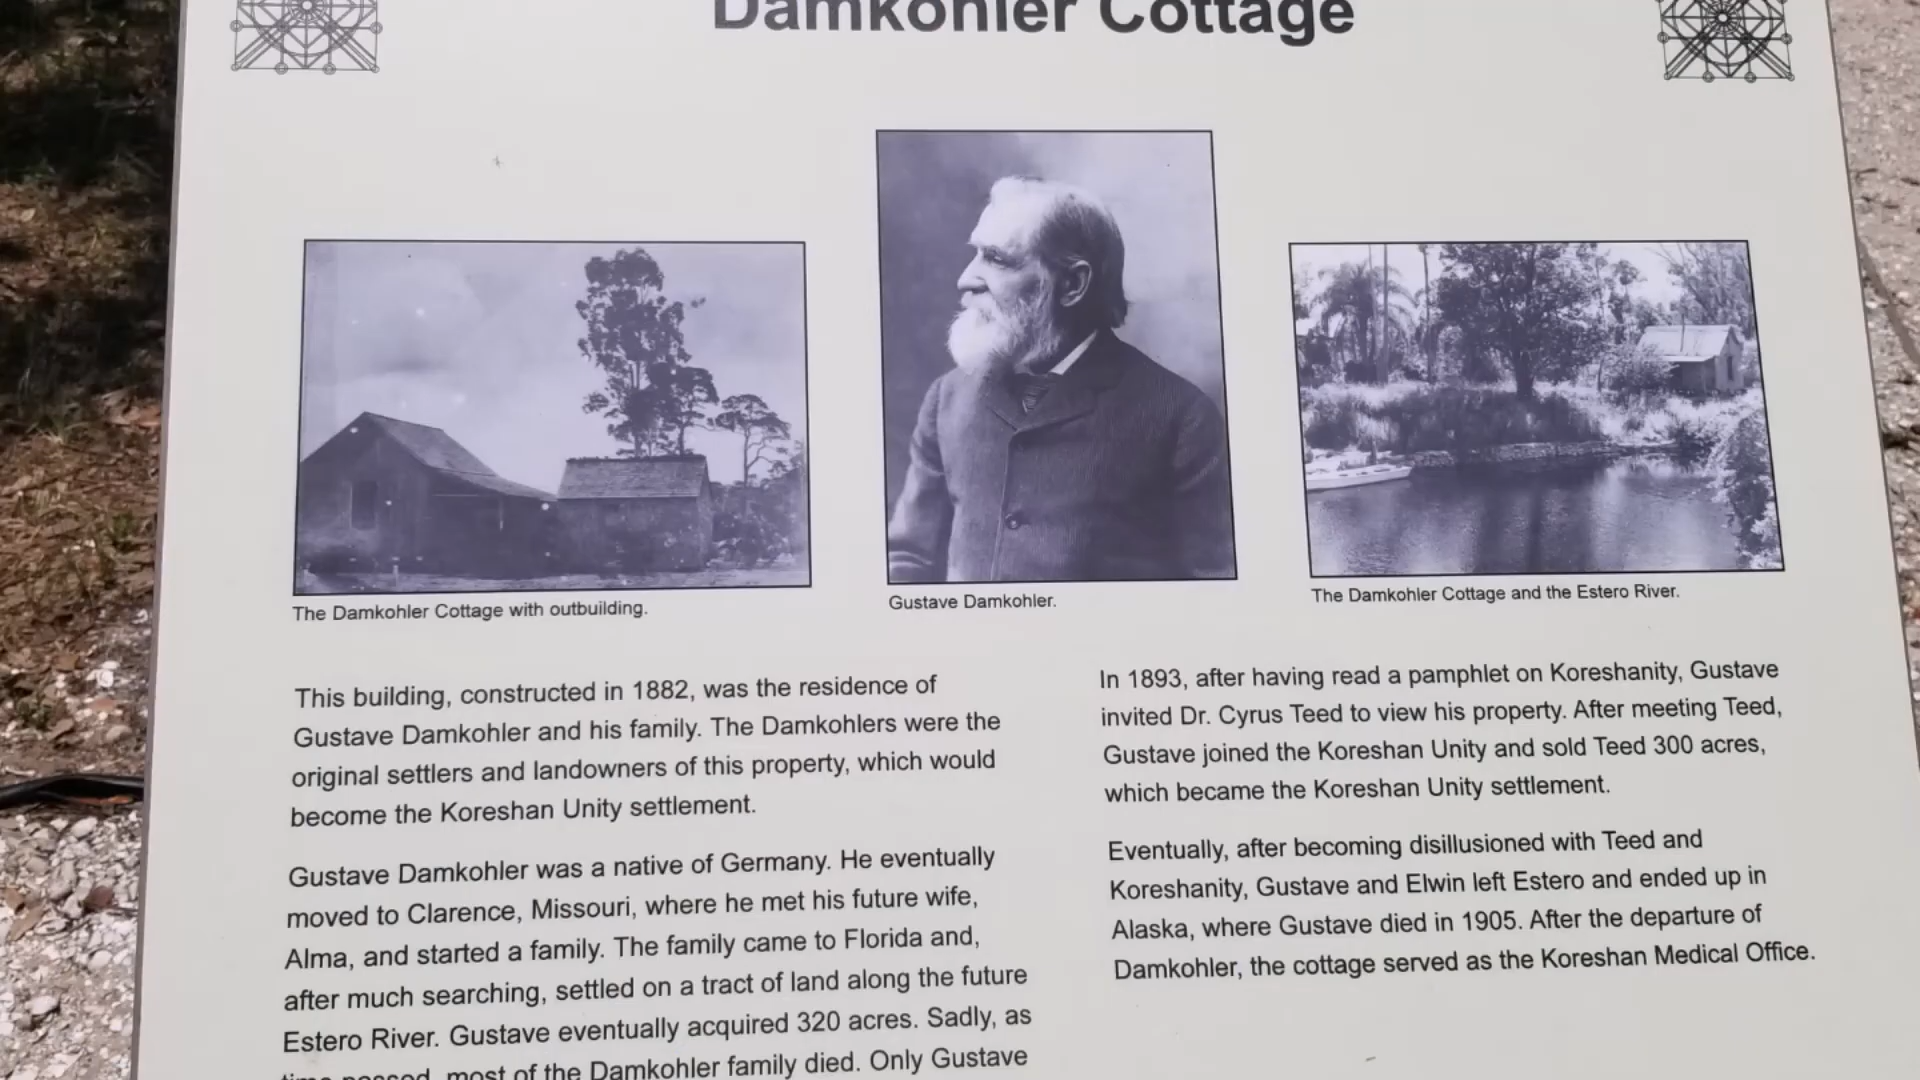 Damkohler Cottage
The Damkohler Cottage with outbuilding.
Gustave Damkohler.
The Damkohler Cottage and the Estero River.
This building, constructed in 1882, was the residence of
Gustave Damkohler and his family. The Damkohlers were the
original settlers and landowners of this property, which would
become the Koreshan Unity settlement.
Gustave Damkohler was a native of Germany. He eventually
moved to Clarence, Missouri, where he met his future wife,
Alma, and started a family. The family came to Florida and,
after much searching, settled on a tract of land along the future
Estero River. Gustave eventually acquired 320 acres. Sadly, as
time passed, most of the Damkohler family died. Only Gustave
In 1893, after having read a pamphlet on Koreshanity, Gustave
invited Dr. Cyrus Teed to view his property. After meeting Teed,
Gustave joined the Koreshan Unity and sold Teed 300 acres,
which became the Koreshan Unity settlement.
Eventually, after becoming disillusioned with Teed and
Koreshanity, Gustave and Elwin left Estero and ended up in
Alaska, where Gustave died in 1905. After the departure of
Damkohler, the cottage served as the Koreshan Medical Office.